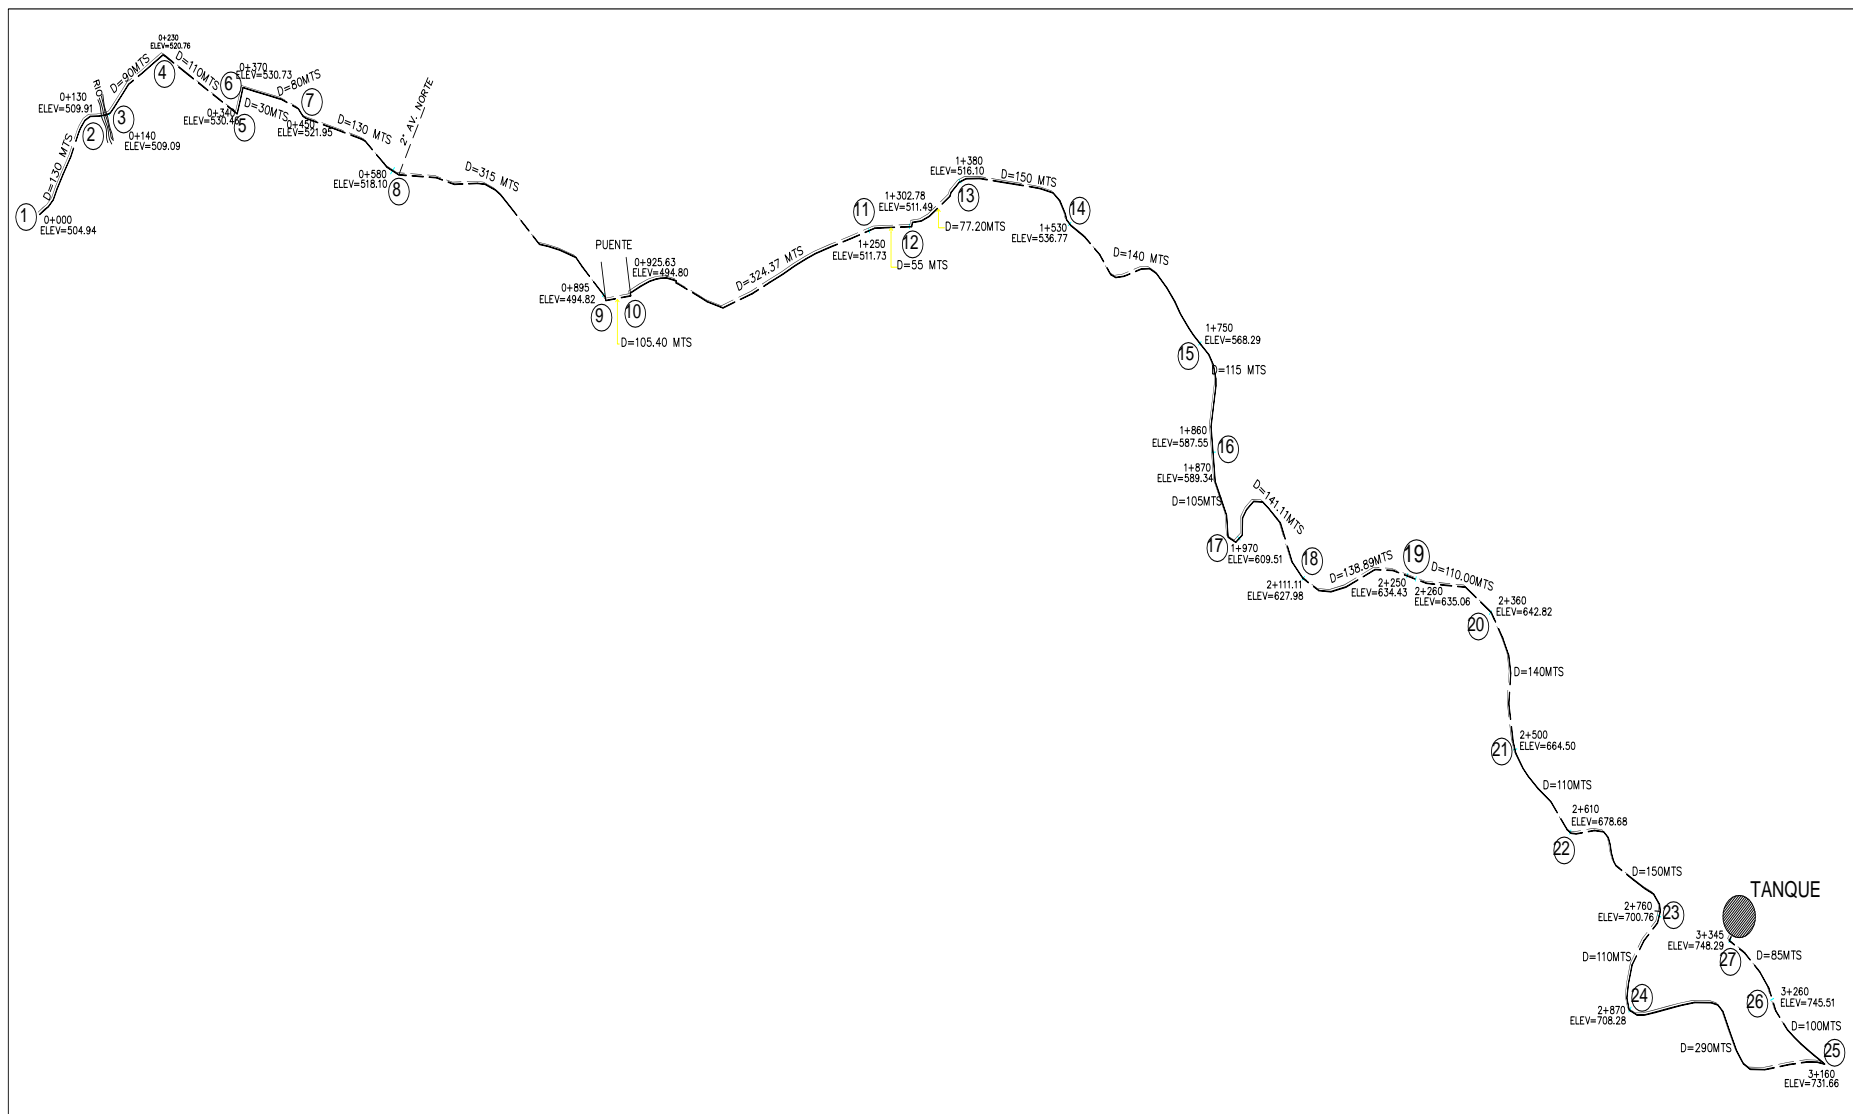 0+230
ELEV=520.76
D=90MTS
4
D=110MTS
RIO
0+130
ELEV=509.91
2
3
0+140
ELEV=509.09
D=130 MTS
1
0+000
ELEV=504.94
6
0+370
ELEV=530.73
D=80MTS
7
D=30MTS
0+340
ELEV=530.46
5
0+450
ELEV=521.95
D=130 MTS
2° AV. NORTE
0+580
ELEV=518.10
8
D=315 MTS
PUENTE
0+895
ELEV=494.82
9
0+925.63
ELEV=494.80
10
D=105.40 MTS
D=324.37 MTS
11
1+250
ELEV=511.73
1+302.78
ELEV=511.49
12
D=55 MTS
D=77.20MTS
1+380
ELEV=516.10
13
D=150 MTS
14
1+530
ELEV=536.77
D=140 MTS
1+750
ELEV=568.29
15
D=115 MTS
1+860
ELEV=587.55
16
1+870
ELEV=589.34
D=105MTS
17
1+970
ELEV=609.51
D=141.11MTS
18
2+111.11
ELEV=627.98
D=138.89MTS
19
2+250
ELEV=634.43
D=110.00MTS
2+260
ELEV=635.06
2+360
ELEV=642.82
20
D=140MTS
21
2+500
ELEV=664.50
D=110MTS
2+610
ELEV=678.68
22
D=150MTS
2+760
ELEV=700.76
23
D=110MTS
24
2+870
ELEV=708.28
D=290MTS
TANQUE
3+345
ELEV=748.29
27
D=85MTS
26
3+260
ELEV=745.51
D=100MTS
25
3+160
ELEV=731.66